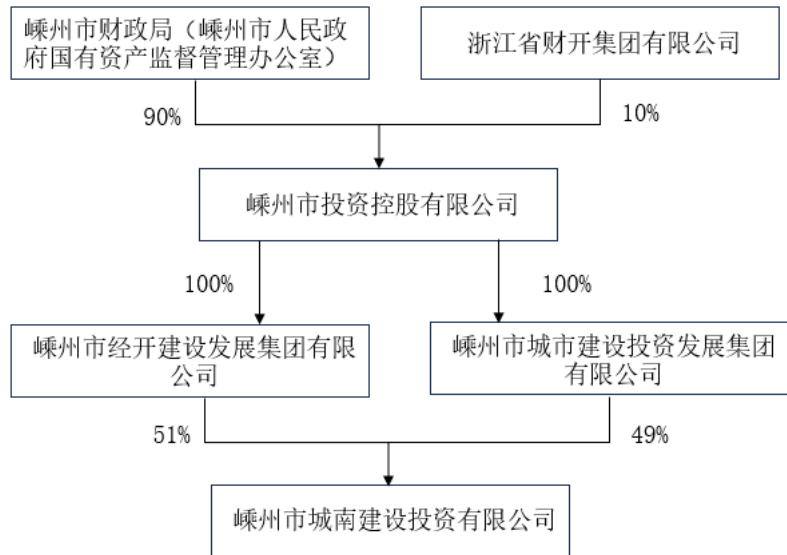 嵊州市财政局（嵊州市人民政
府国有资产监督管理办公室）
浙江省财开集团有限公司
90%
10%
嵊州市投资控股有限公司
100%
100%
嵊州市经开建设发展集团有限
公司
嵊州市城市建设投资发展集团
有限公司
51%
49%
嵊州市城南建设投资有限公司